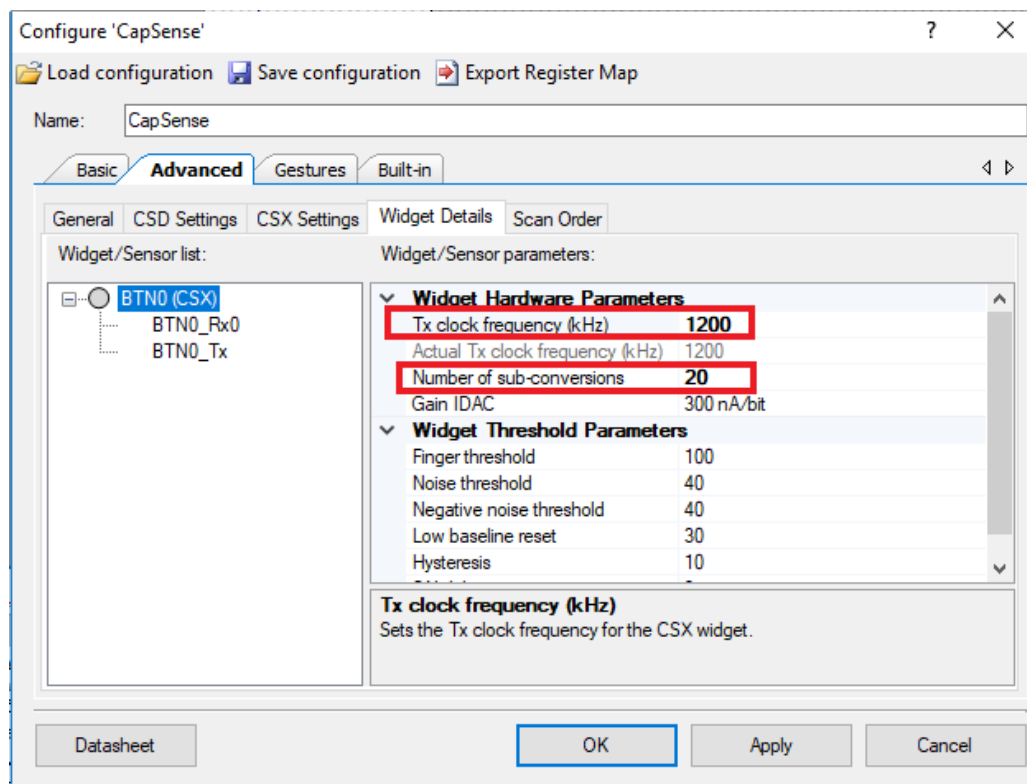 Configure 'CapSense' ? ×
Load configuration Save configuration Export Register Map
Name: CapSense
Basic Advanced Gestures Built-in
General CSD Settings CSX Settings Widget Details Scan Order
Widget/Sensor list: Widget/Sensor parameters:
BTN0 (CSX)
BTN0_Rx0
BTN0_Tx
Widget Hardware Parameters
Tx clock frequency (kHz) 1200
Actual Tx clock frequency (kHz) 1200
Number of sub-conversions 20
Gain IDAC 300 nA/bit
Widget Threshold Parameters
Finger threshold 100
Noise threshold 40
Negative noise threshold 40
Low baseline reset 30
Hysteresis 10
Tx clock frequency (kHz)
Sets the Tx clock frequency for the CSX widget.
Datasheet OK Apply Cancel